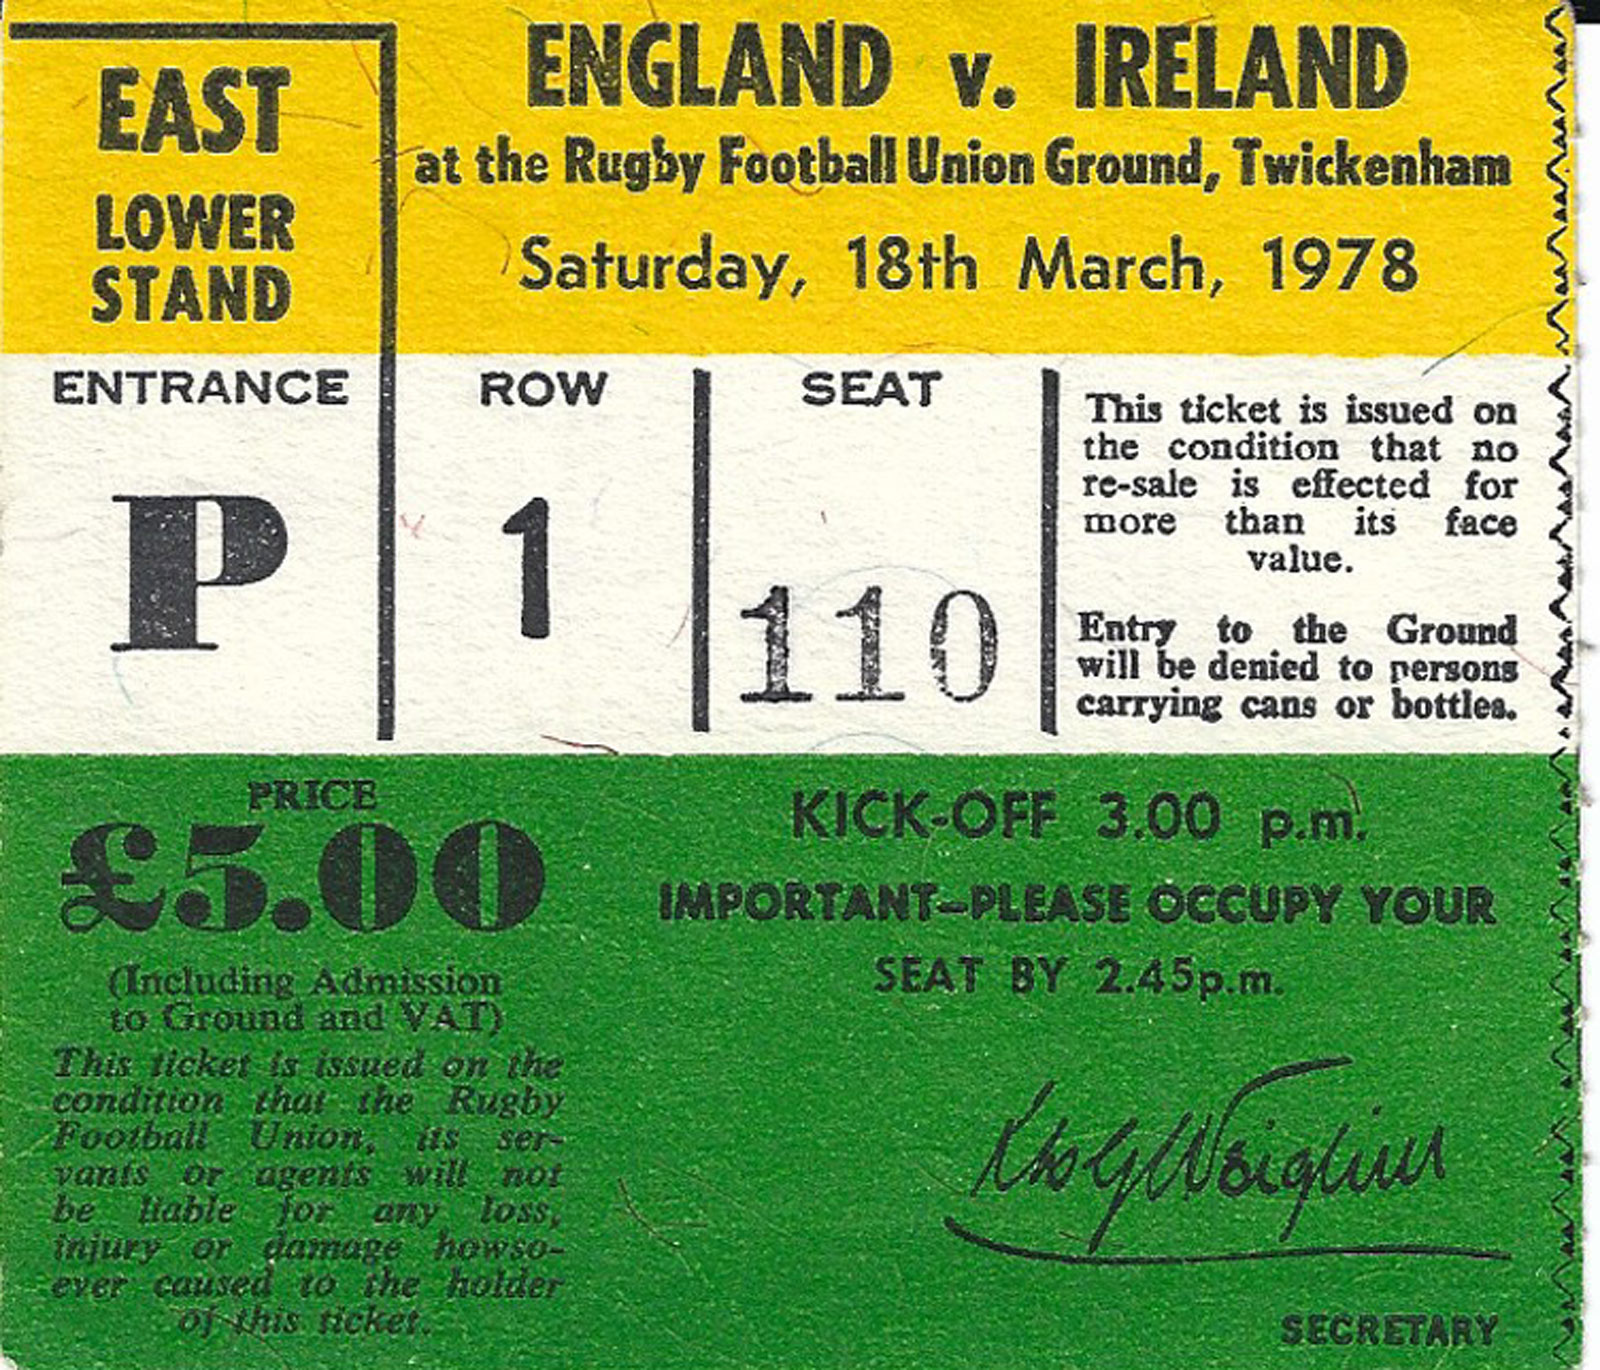 EAST
LOWER
STAND
ENGLAND v. IRELAND
at the Rugby Football Union Ground, Twickenham
Saturday, 18th March, 1978
ENTRANCE
P
ROW
1
SEAT
110
This ticket is issued on
the condition that no
re-sale is effected for
more than its face
value.
Entry to the Ground
will be denied to persons
carrying cans or bottles.
PRICE
£5.00
(Including Admission
to Ground and VAT)
This ticket is issued on the
condition that the Rugby
Football Union, its ser-
vants or agents will not
be liable for any loss,
injury or damage howso-
ever caused to the holder
of this ticket.
KICK-OFF 3.00 p.m.
IMPORTANT–PLEASE OCCUPY YOUR
SEAT BY 2.45p.m.
SECRETARY